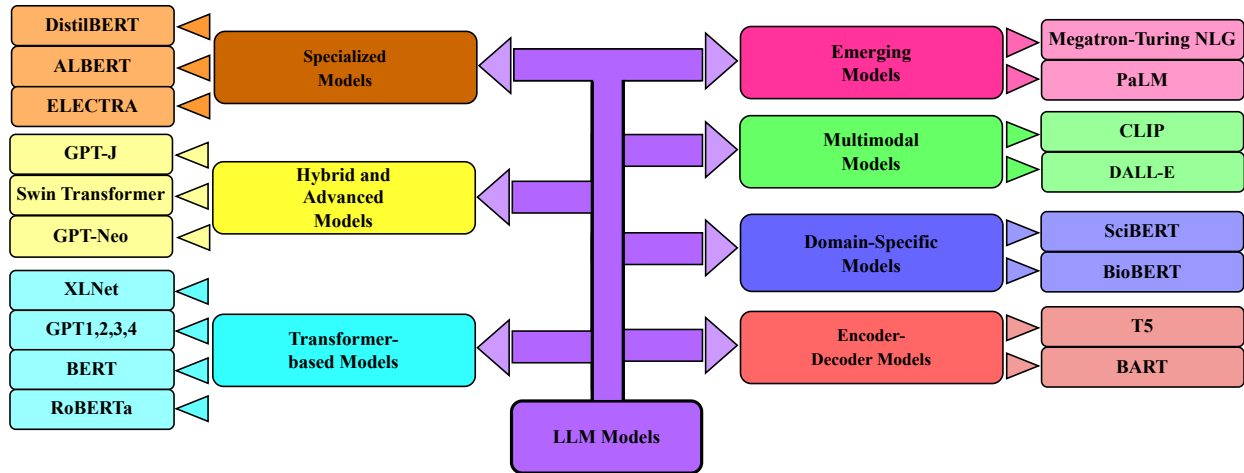 DistilBERT
ALBERT
ELECTRA
Specialized
Models
GPT-J
Swin Transformer
GPT-Neo
Hybrid and
Advanced
Models
XLNet
GPT1,2,3,4
BERT
RoBERTa
Transformer-
based Models
Emerging
Models
Megatron-Turing NLG
PaLM
Multimodal
Models
CLIP
DALL-E
Domain-Specific
Models
SciBERT
BioBERT
Encoder-
Decoder Models
T5
BART
LLM Models